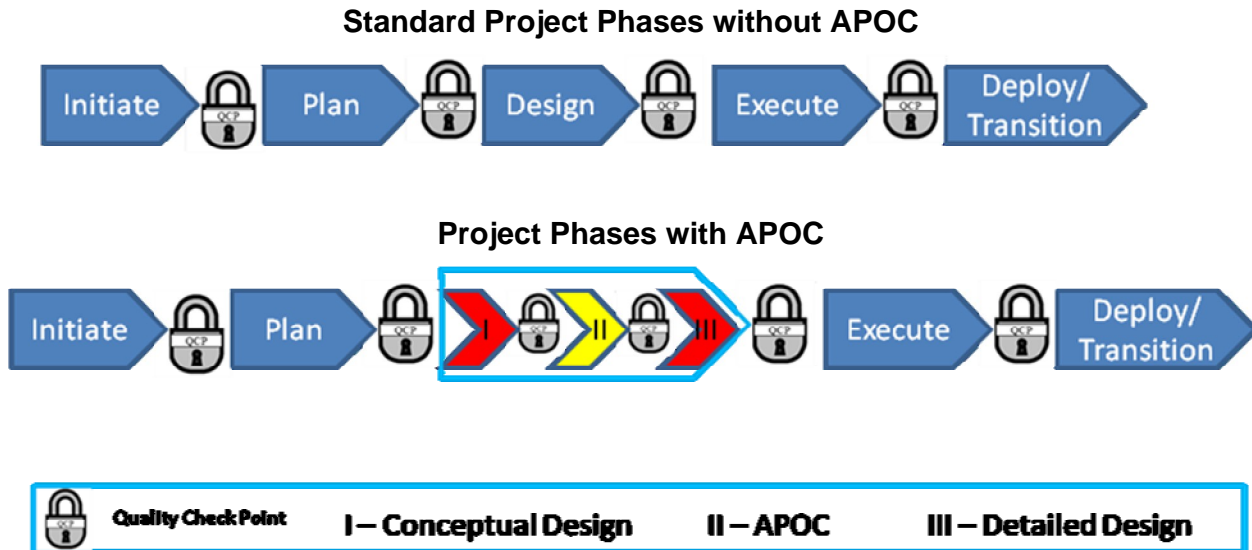 Standard Project Phases without APOC
Initiate QCP Plan QCP Design QCP Execute QCP Deploy/
Transition
Project Phases with APOC
Initiate QCP Plan QCP I QCP II QCP III QCP Execute QCP Deploy/
Transition
QCP Quality Check Point I – Conceptual Design II – APOC III – Detailed Design